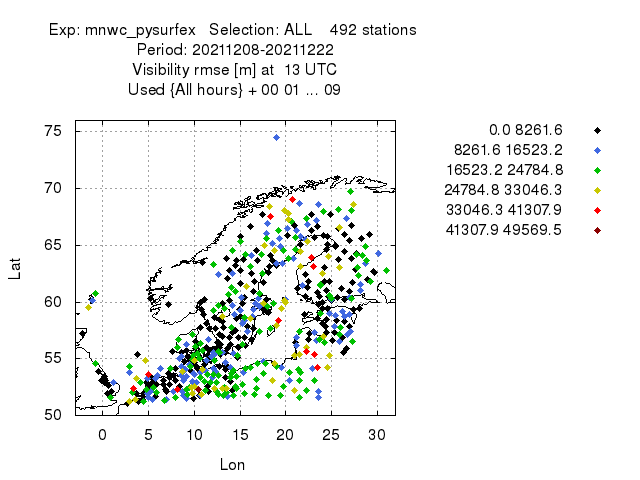 Exp: mnwc_pysurfex   Selection: ALL    492 stations
Period: 20211208-20211222
Visibility rmse [m] at  13 UTC
Used {All hours} + 00 01 ... 09
0.0 8261.6
8261.6 16523.2
16523.2 24784.8
24784.8 33046.3
33046.3 41307.9
41307.9 49569.5
75
70
65
60
55
50
Lat
0 5 10 15 20 25 30
Lon